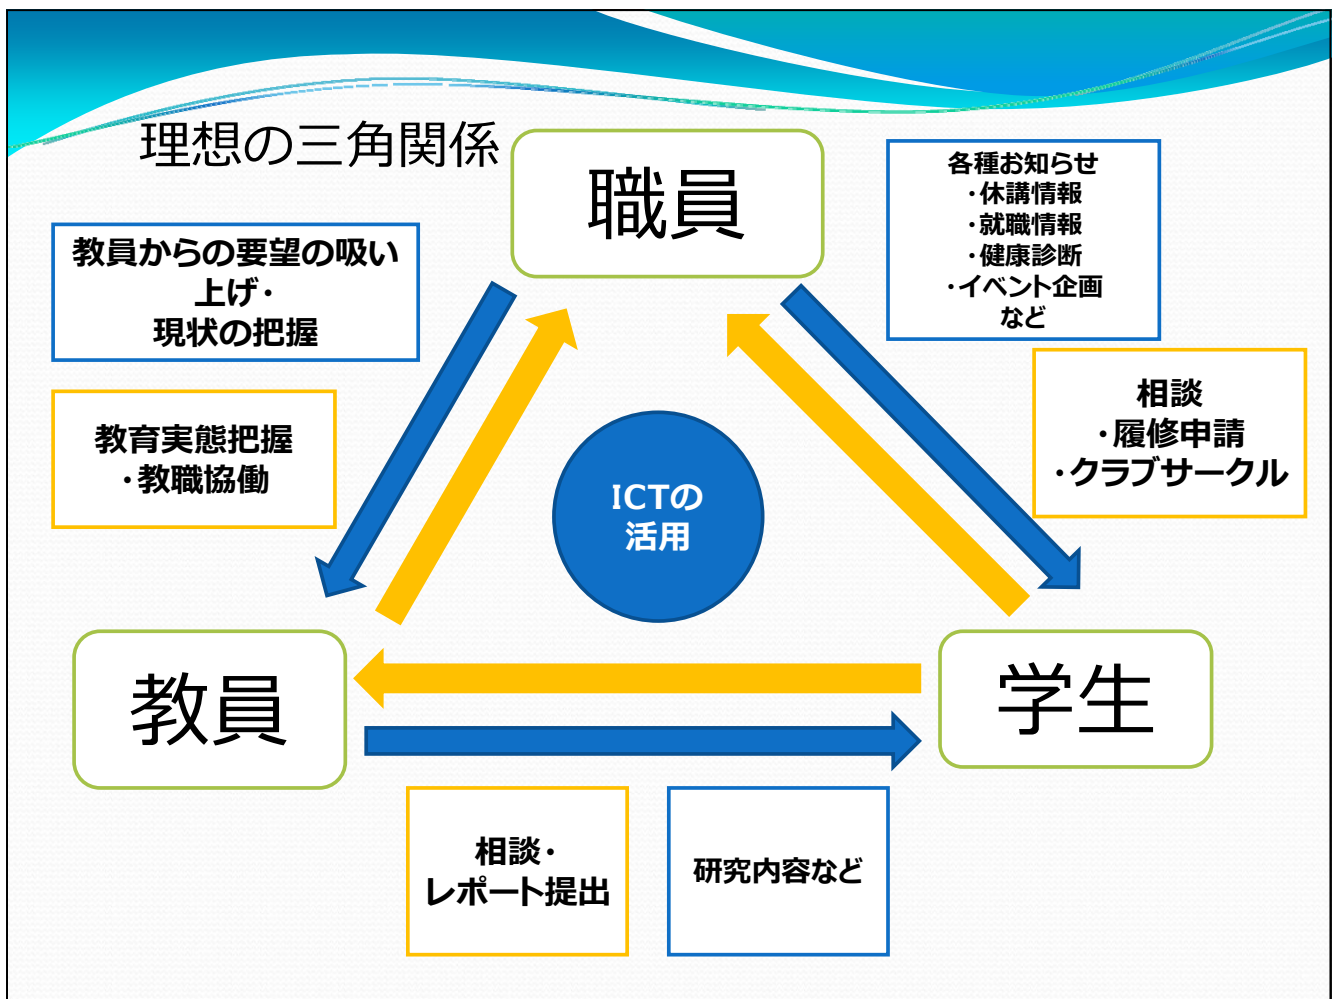 理想の三角関係
職員
各種お知らせ
・休講情報
・就職情報
・健康診断
・イベント企画
など
教員からの要望の吸い
上げ・
現状の把握
相談
・履修申請
・クラブサークル
教育実態把握
・教職協働
ICTの
活用
教員
学生
相談・
レポート提出
研究内容など